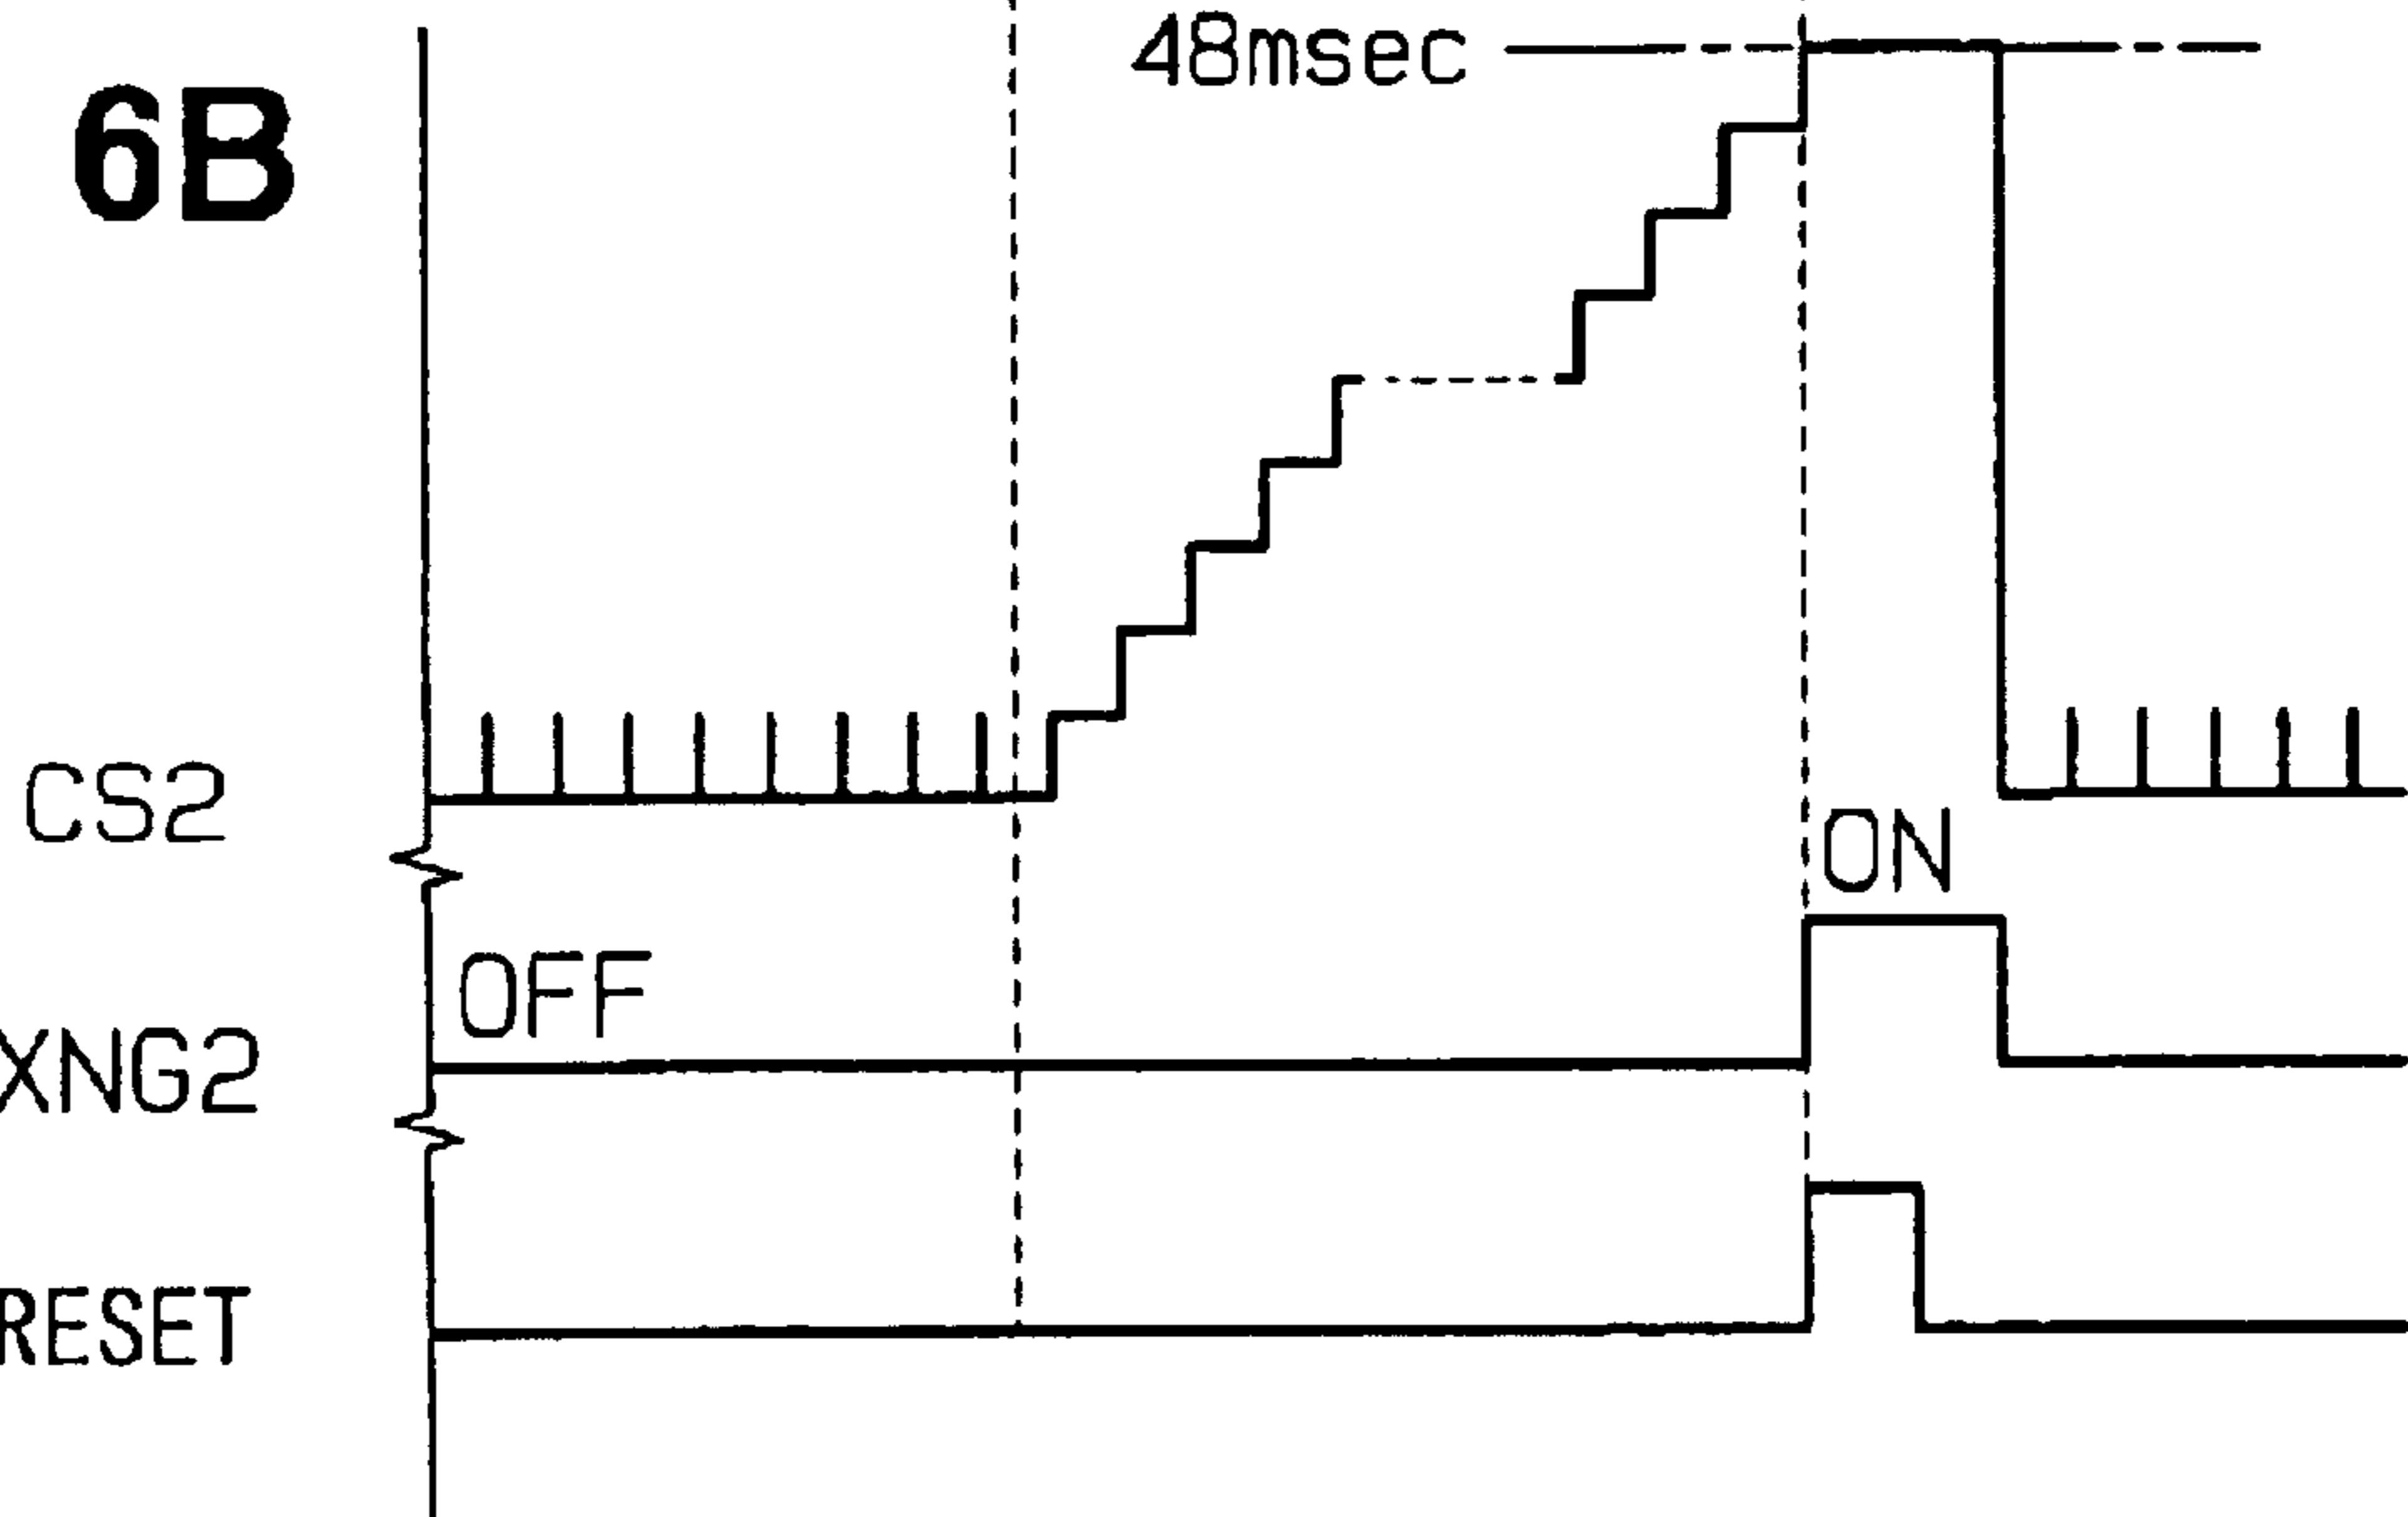 48msec
6B
CS2
ON
OFF
XNG2
RESET